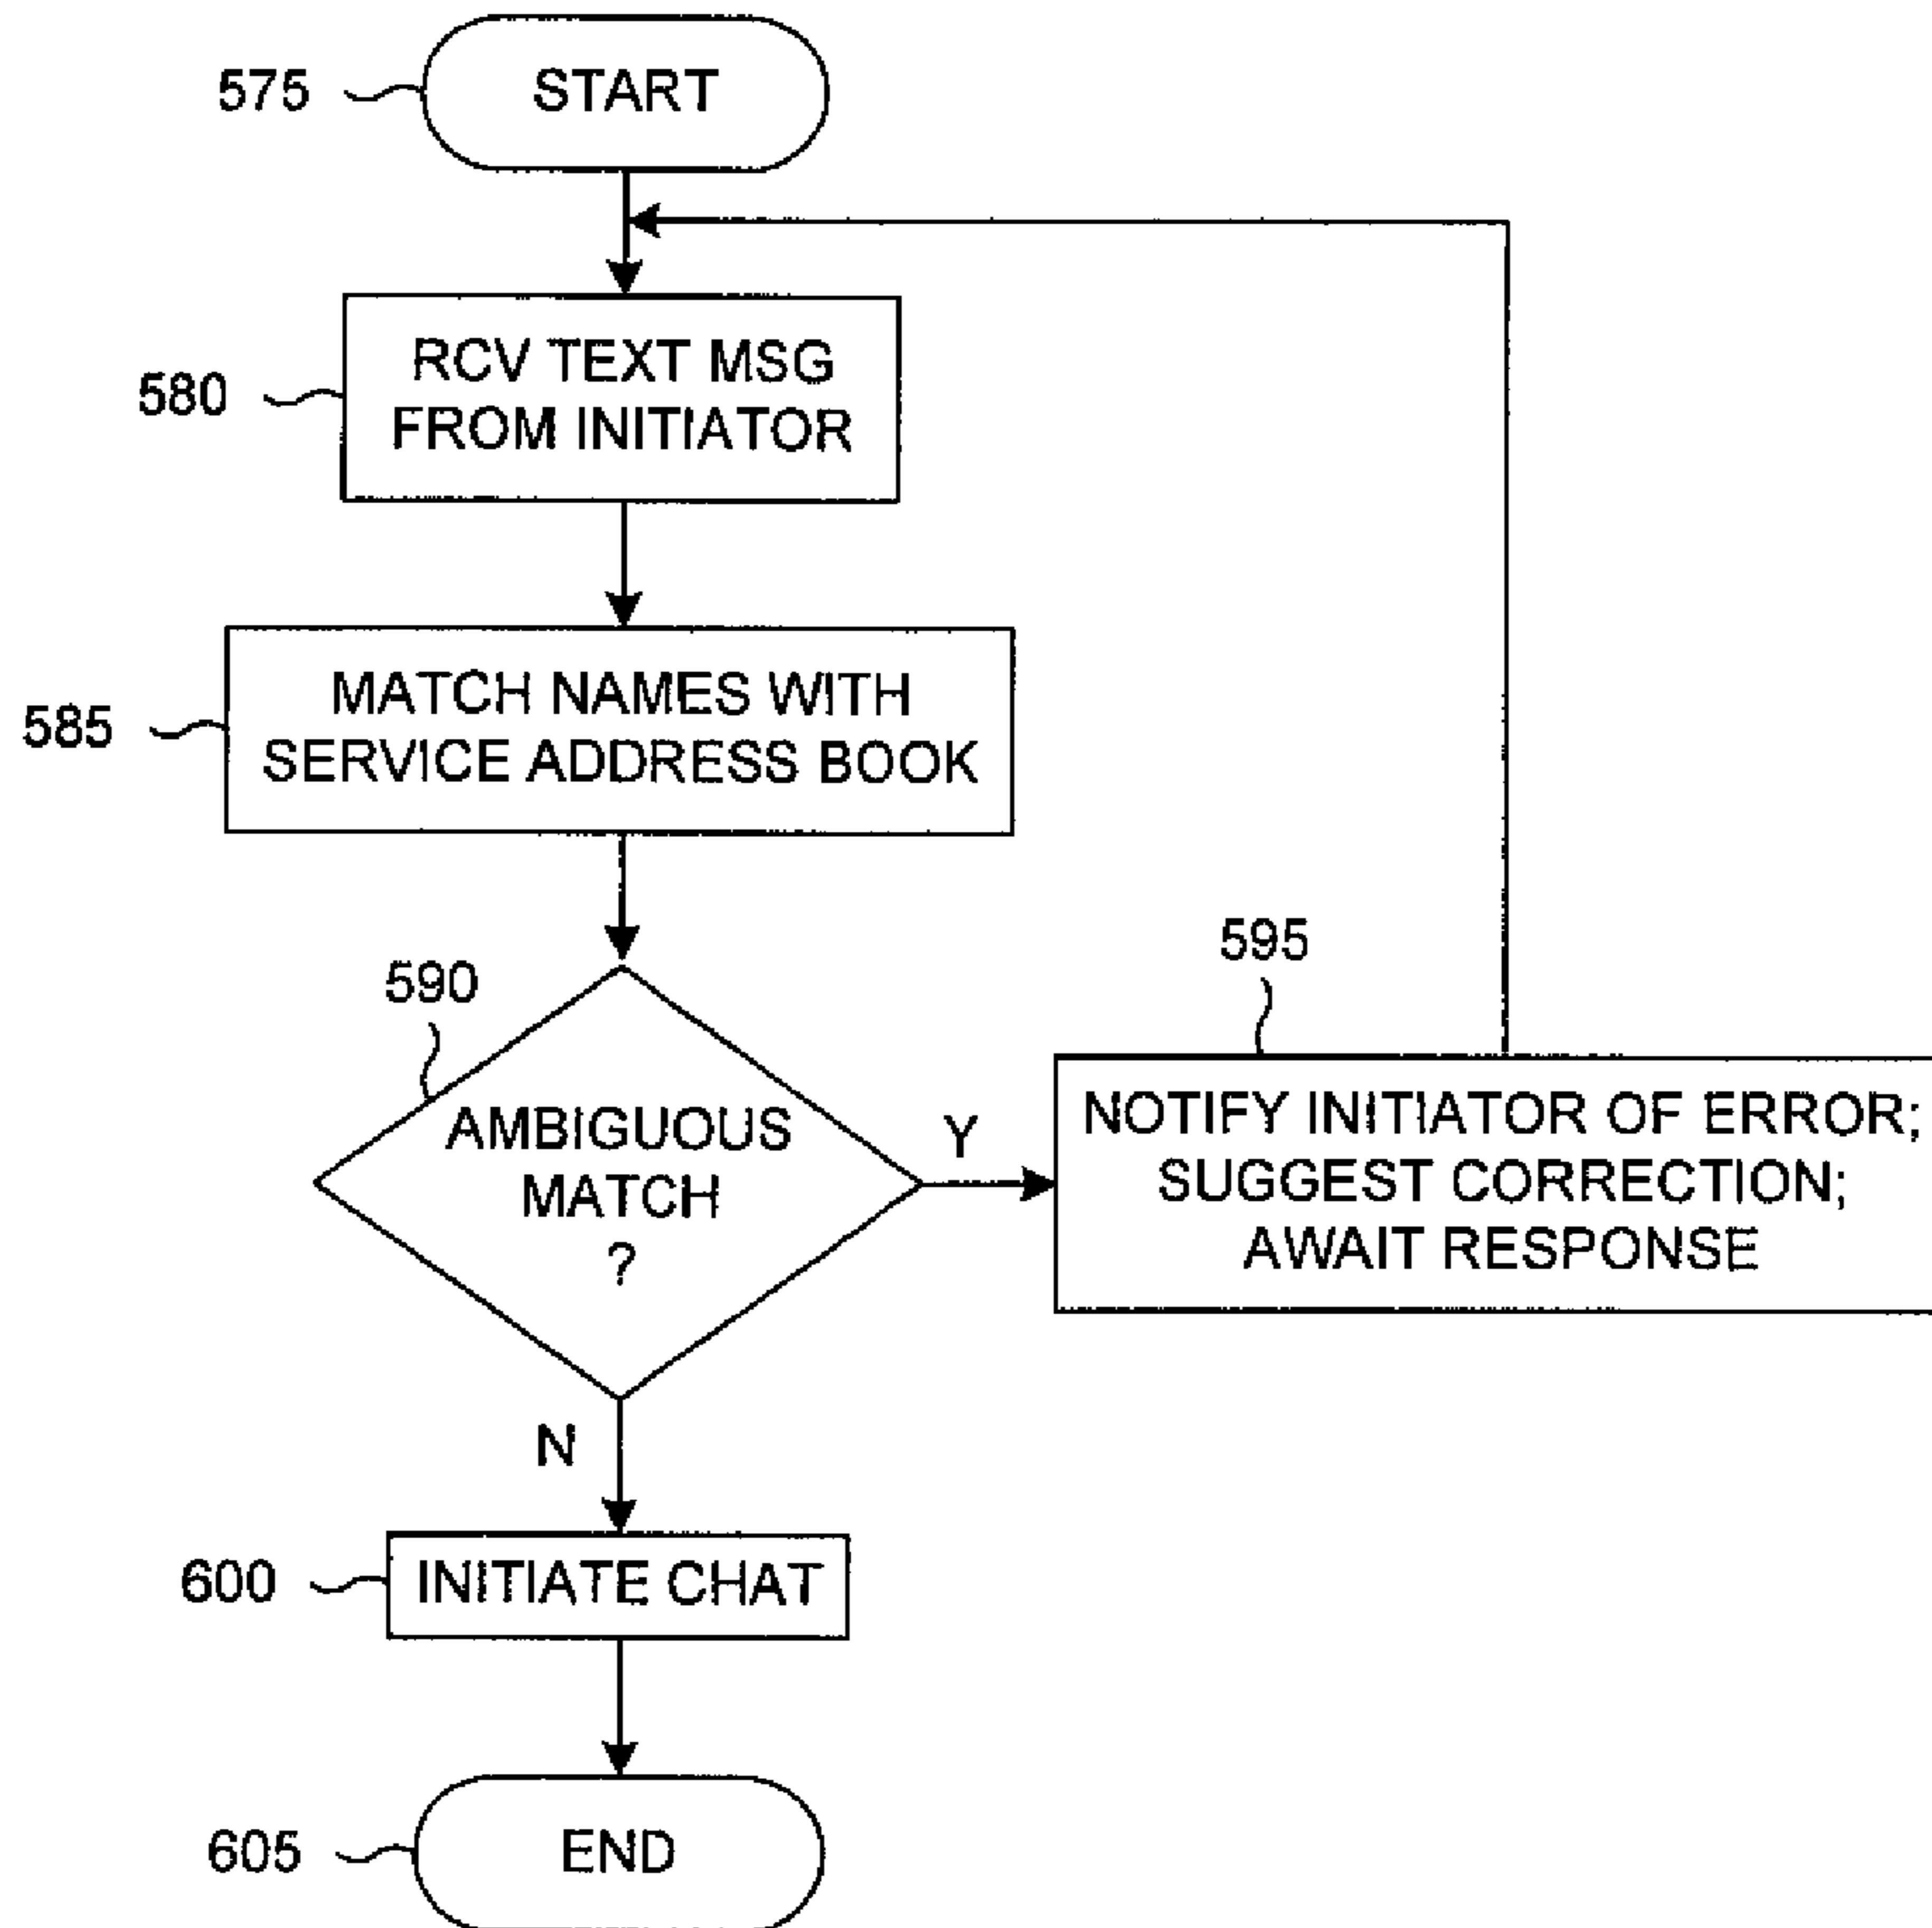 575
START
580
RCV TEXT MSG
FROM INITIATOR
585
MATCH NAMES WITH
SERVICE ADDRESS BOOK
590
AMBIGUOUS
MATCH
?
Y
595
NOTIFY INITIATOR OF ERROR;
SUGGEST CORRECTION;
AWAIT RESPONSE
N
600
INITIATE CHAT
605
END